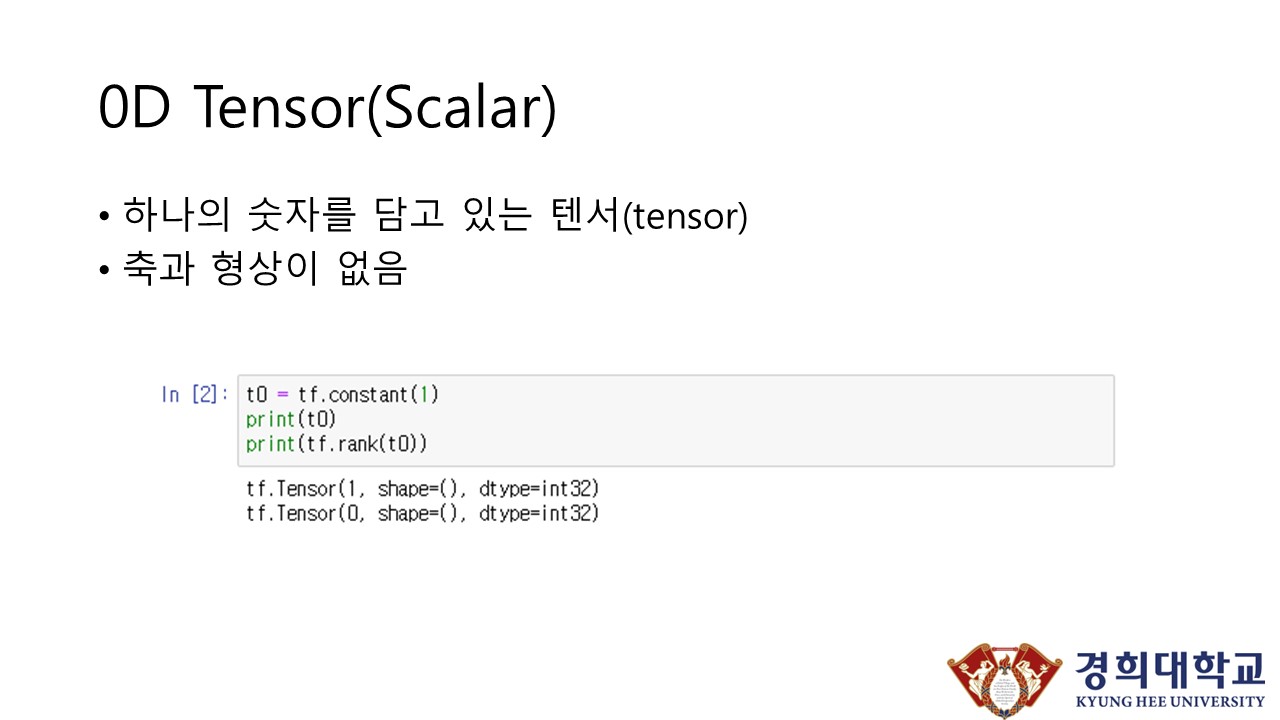 0D Tensor(Scalar)
• 하나의 숫자를 담고 있는 텐서(tensor)
• 축과 형상이 없음
In [2]: t0 = tf.constant(1)
print(t0)
print(tf.rank(t0))
tf.Tensor(1, shape=(), dtype=int32)
tf.Tensor(0, shape=(), dtype=int32)
경희대학교
KYUNG HEE UNIVERSITY